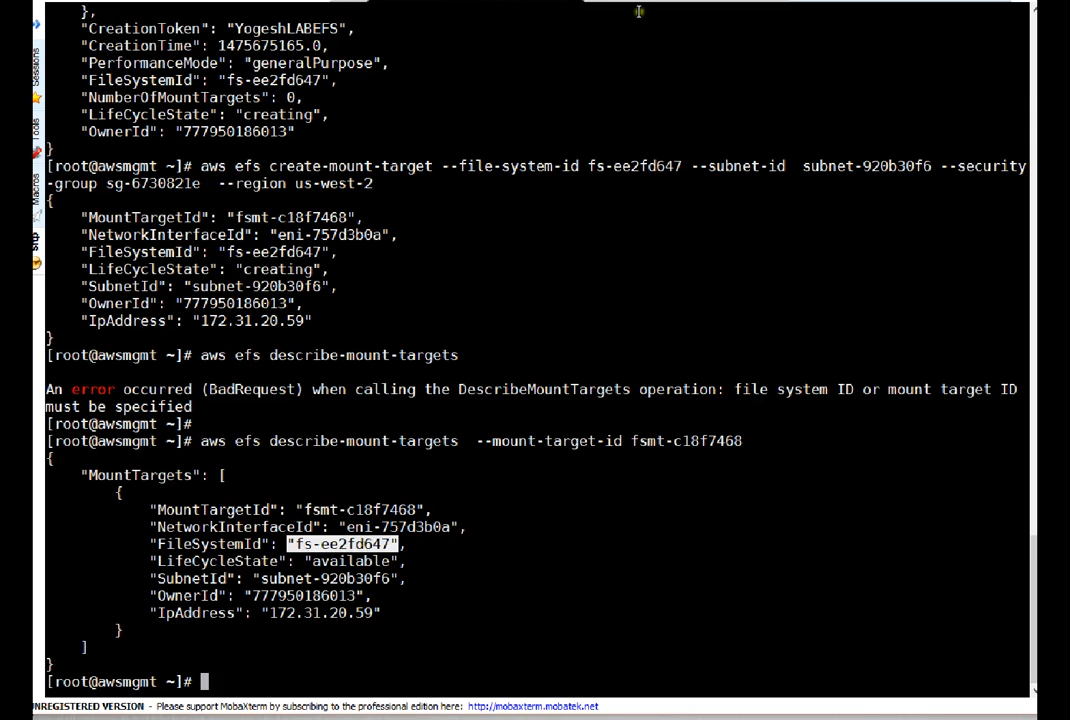 },
"CreationToken": "YogeshLABEFS",
"CreationTime": 1475675165.0,
"PerformanceMode": "generalPurpose",
"FileSystemId": "fs-ee2fd647",
"NumberOfMountTargets": 0,
"LifeCycleState": "creating",
"OwnerId": "777950186013"
}
[root@awsmgmt ~]# aws efs create-mount-target --file-system-id fs-ee2fd647 --subnet-id  subnet-920b30f6 --security
-group sg-6730821e  --region us-west-2
{
"MountTargetId": "fsmt-c18f7468",
"NetworkInterfaceId": "eni-757d3b0a",
"FileSystemId": "fs-ee2fd647",
"LifeCycleState": "creating",
"SubnetId": "subnet-920b30f6",
"OwnerId": "777950186013",
"IpAddress": "172.31.20.59"
}
[root@awsmgmt ~]# aws efs describe-mount-targets
An error occurred (BadRequest) when calling the DescribeMountTargets operation: file system ID or mount target ID
must be specified
[root@awsmgmt ~]#
[root@awsmgmt ~]# aws efs describe-mount-targets  --mount-target-id fsmt-c18f7468
{
"MountTargets": [
{
"MountTargetId": "fsmt-c18f7468",
"NetworkInterfaceId": "eni-757d3b0a",
"FileSystemId": "fs-ee2fd647",
"LifeCycleState": "available",
"SubnetId": "subnet-920b30f6",
"OwnerId": "777950186013",
"IpAddress": "172.31.20.59"
}
]
}
[root@awsmgmt ~]#
Sessions
Tools
Macros
Sftp
UNREGISTERED VERSION - Please support MobaXterm by subscribing to the professional edition here: http://mobaxterm.mobatek.net